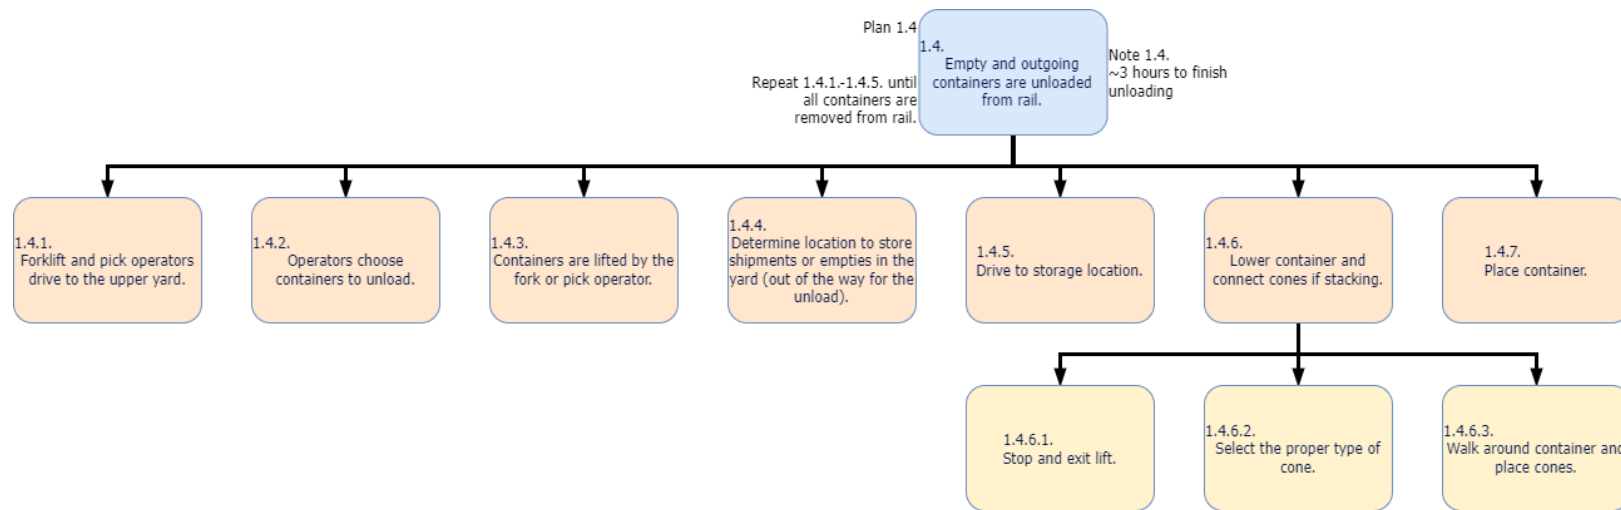 Plan 1.4
Repeat 1.4.1.-1.4.5. until
all containers are
removed from rail.
1.4.
Empty and outgoing
containers are unloaded
from rail.
Note 1.4.
~3 hours to finish
unloading
1.4.1.
Forklift and pick operators
drive to the upper yard.
1.4.2.
Operators choose
containers to unload.
1.4.3.
Containers are lifted by the
fork or pick operator.
1.4.4.
Determine location to store
shipments or empties in the
yard (out of the way for the
unload).
1.4.5.
Drive to storage location.
1.4.6.
Lower container and
connect cones if stacking.
1.4.7.
Place container.
1.4.6.1.
Stop and exit lift.
1.4.6.2.
Select the proper type of
cone.
1.4.6.3.
Walk around container and
place cones.